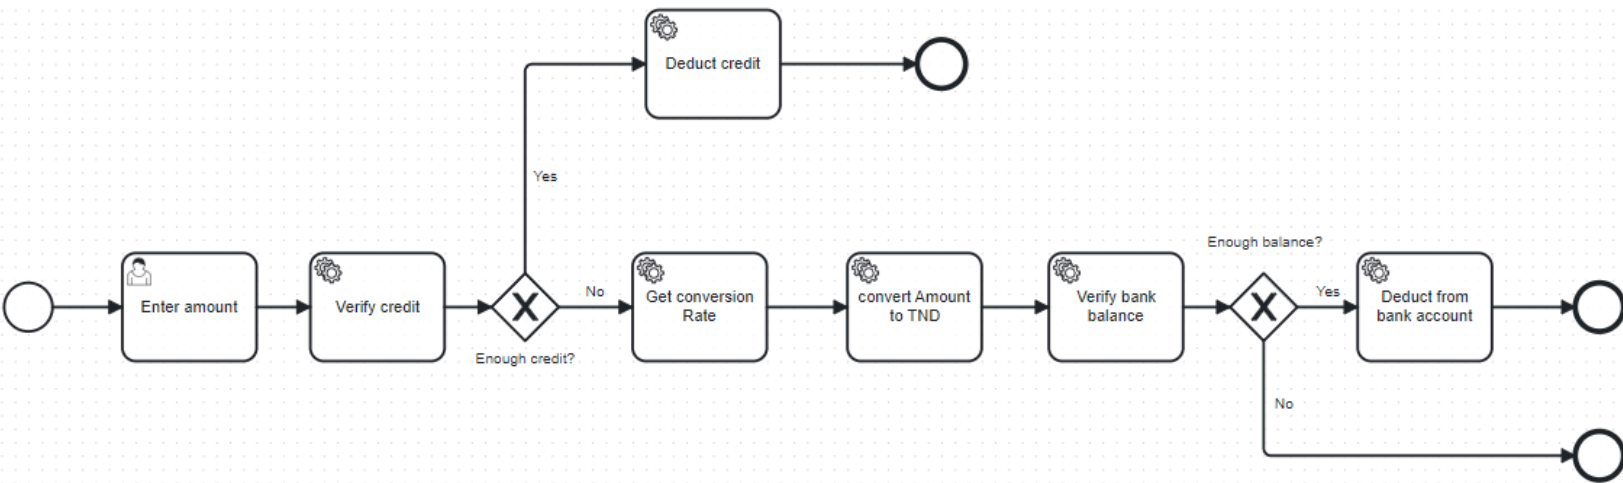 Deduct credit
Yes
Enough balance?
Enter amount
Verify credit
No
Get conversion
Rate
convert Amount
to TND
Verify bank
balance
Yes
Deduct from
bank account
Enough credit?
No